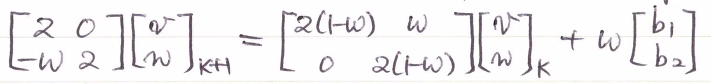 [2 0; -ω 2][v; w]_{K+1} = [2(1-ω) ω; 0 2(1-ω)][v; w]_K + ω[b₁; b₂]